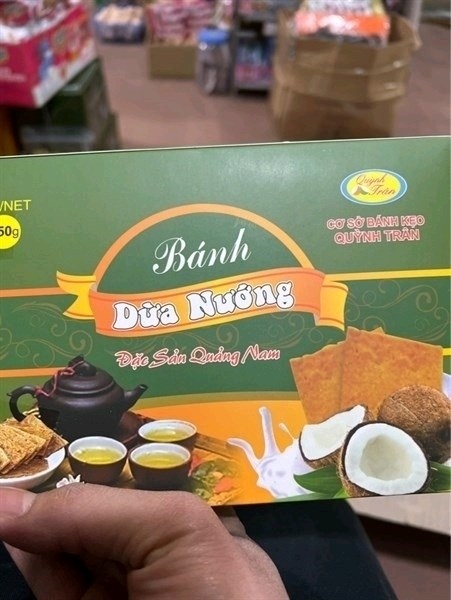 /NET
50g
Quỳnh
Trân
CƠ SỞ BÁNH KẸO
QUỲNH TRÂN
Bánh
Dừa Nướng
Đặc Sản Quảng Nam